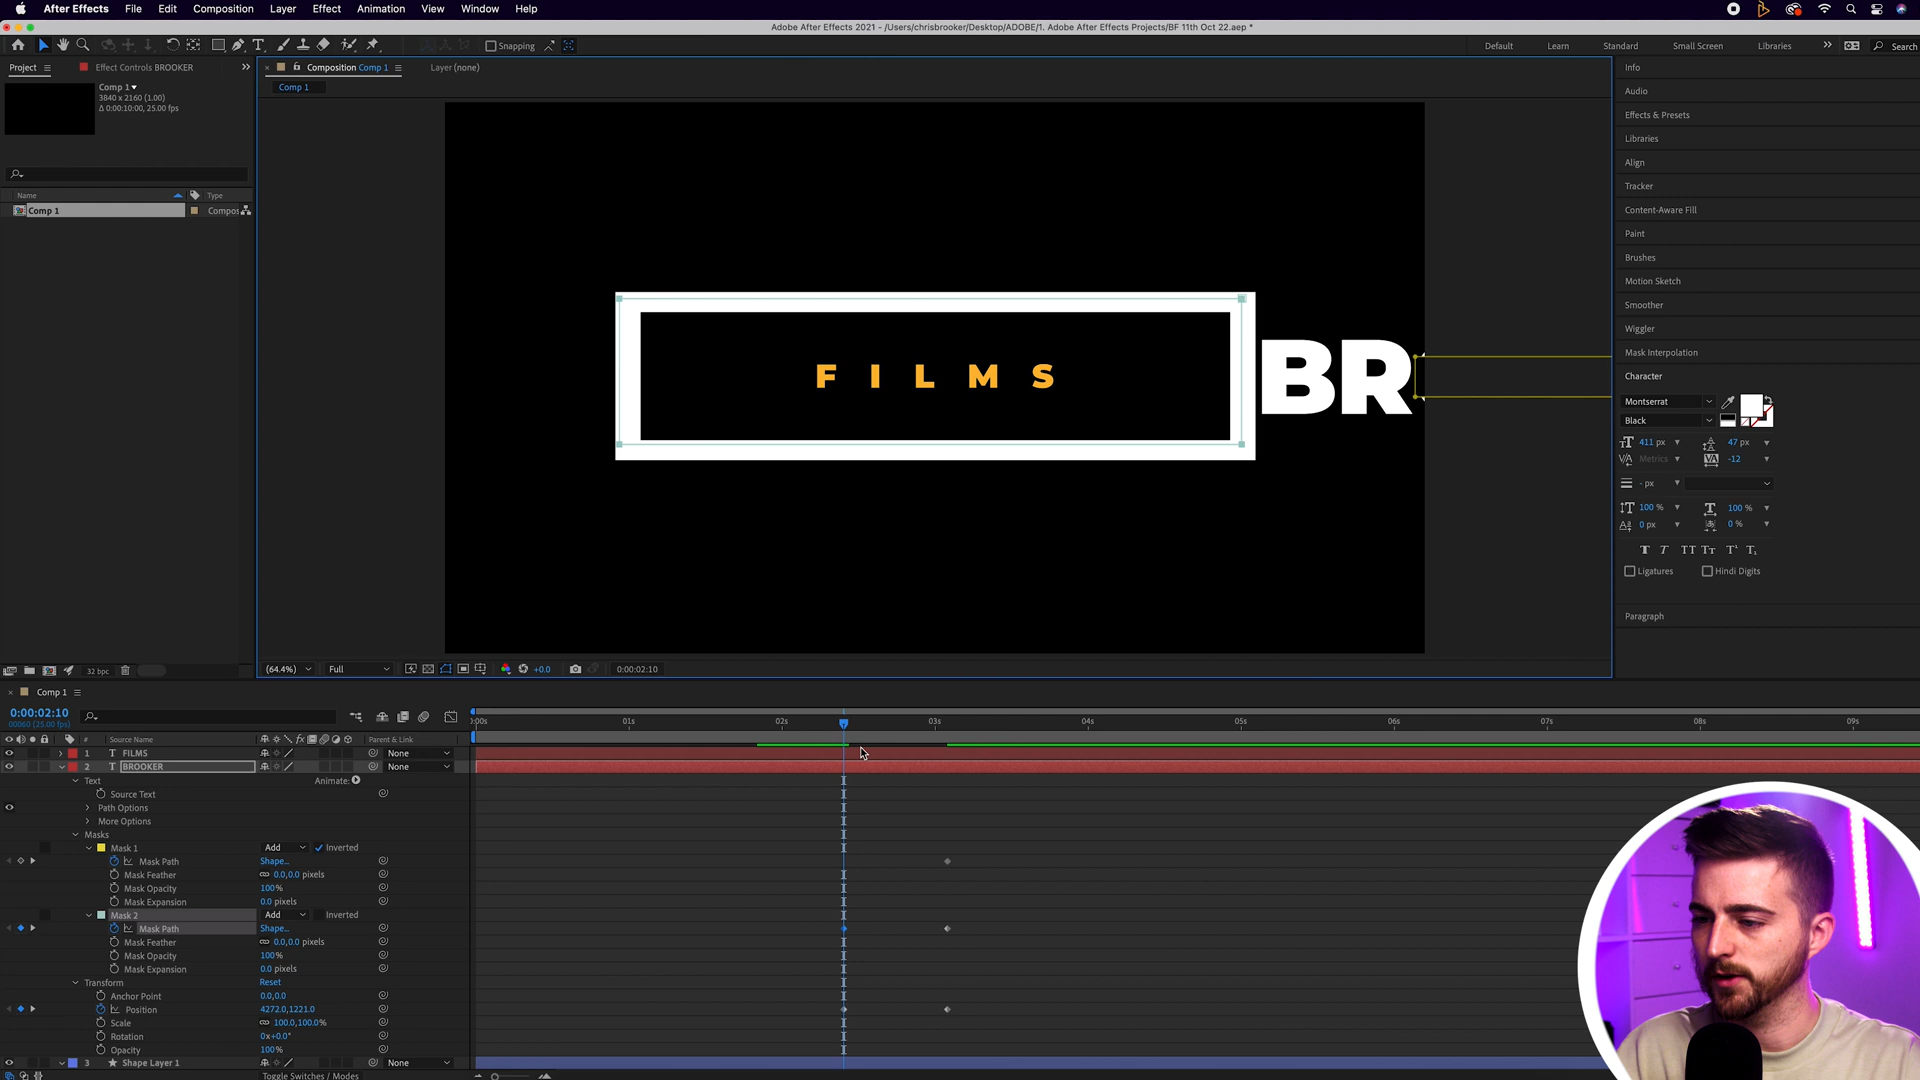 After Effects File Edit Composition Layer Effect Animation View Window Help
Adobe After Effects 2021 - /Users/chrisbrooker/Desktop/ADOBE/1. Adobe After Effects Projects/BF 11th Oct 22.aep *
Snapping Default Learn Standard Small Screen Libraries Search
Project Effect Controls BROOKER Composition Comp 1 Layer (none)
Comp 1
Comp 1
3840 x 2160 (1.00)
Δ 0:00:10:00, 25.00 fps
Name Type
Comp 1 Compos
FILMS
BR
32 bpc (64.4%) Full +0.0 0:00:02:10
Info
Audio
Effects & Presets
Libraries
Align
Tracker
Content-Aware Fill
Paint
Brushes
Motion Sketch
Smoother
Wiggler
Mask Interpolation
Character
Montserrat
Black
411 px 47 px
Metrics -12
- px
100 % 100 %
0 px 0 %
T T TT Tт T¹ T₁
Ligatures Hindi Digits
Paragraph
Comp 1
0:00:02:10
00060 (25.00 fps)
:00s 01s 02s 03s 04s 05s 06s 07s 08s 09s
# Source Name Parent & Link
1 T FILMS None
2 T BROOKER None
Text Animate:
Source Text
Path Options
More Options
Masks
Mask 1 Add Inverted
Mask Path Shape...
Mask Feather 0.0,0.0 pixels
Mask Opacity 100%
Mask Expansion 0.0 pixels
Mask 2 Add Inverted
Mask Path Shape...
Mask Feather 0.0,0.0 pixels
Mask Opacity 100%
Mask Expansion 0.0 pixels
Transform Reset
Anchor Point 0.0,0.0
Position 4272.0,1221.0
Scale 100.0,100.0%
Rotation 0x+0.0°
Opacity 100%
3 Shape Layer 1 None
Toggle Switches / Modes